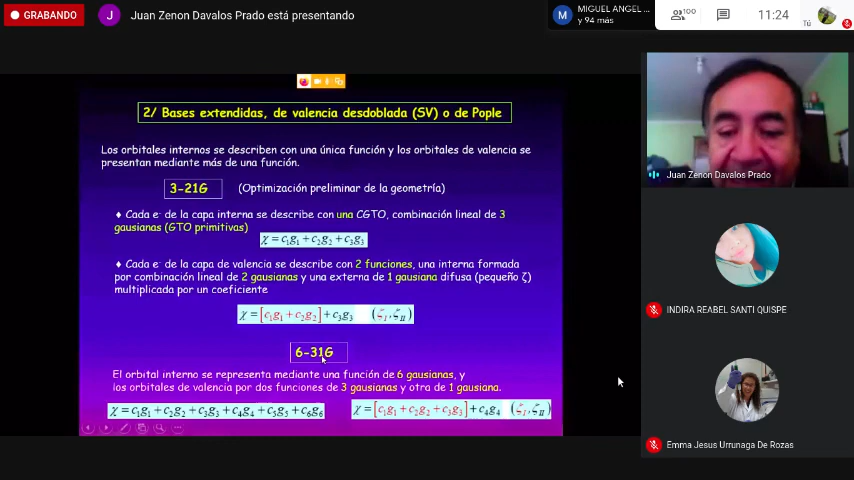 GRABANDO
J
Juan Zenon Davalos Prado está presentando
M
MIGUEL ANGEL ...
y 94 más
100
11:24
Tú
2/ Bases extendidas, de valencia desdoblada (SV) o de Pople
Los orbitales internos se describen con una única función y los orbitales de valencia se
presentan mediante más de una función.
3-21G (Optimización preliminar de la geometría)
♦ Cada e⁻ de la capa interna se describe con una CGTO, combinación lineal de 3
gausianas (GTO primitivas)
χ = c₁g₁ + c₂g₂ + c₃g₃
♦ Cada e⁻ de la capa de valencia se describe con 2 funciones, una interna formada
por combinación lineal de 2 gausianas y una externa de 1 gausiana difusa (pequeño ζ)
multiplicada por un coeficiente
χ = [c₁g₁ + c₂g₂] + c₃g₃ (ζI, ζII)
6-31G
El orbital interno se representa mediante una función de 6 gausianas, y
los orbitales de valencia por dos funciones de 3 gausianas y otra de 1 gausiana.
χ = c₁g₁ + c₂g₂ + c₃g₃ + c₄g₄ + c₅g₅ + c₆g₆ χ = [c₁g₁ + c₂g₂ + c₃g₃] + c₄g₄ (ζI, ζII)
Juan Zenon Davalos Prado
INDIRA REABEL SANTI QUISPE
Emma Jesus Urrunaga De Rozas